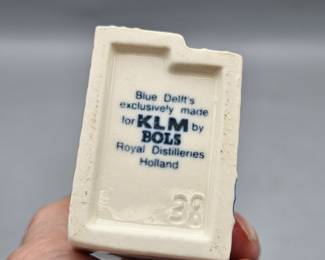 Blue Delft's
exclusively made
for KLM by
BOLS
Royal Distilleries
Holland
38